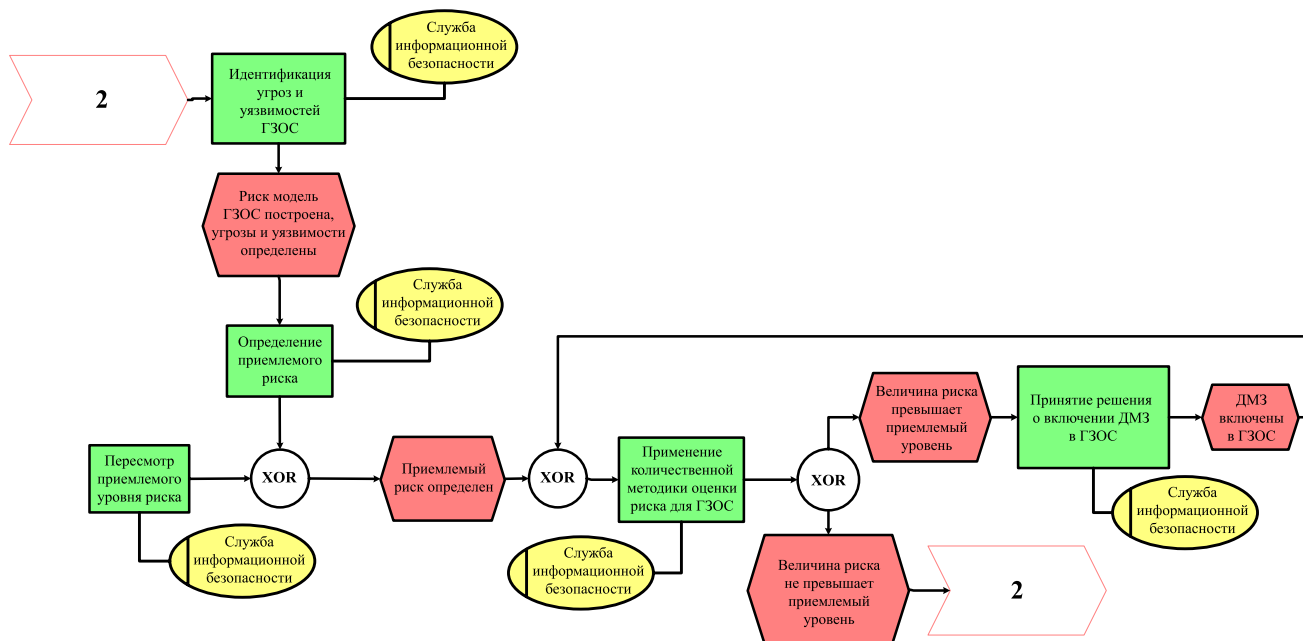 Служба
информационной
безопасности
2
Идентификация
угроз и
уязвимостей
ГЗОС
Риск модель
ГЗОС построена,
угрозы и уязвимости
определены
Служба
информационной
безопасности
Определение
приемлемого
риска
Пересмотр
приемлемого
уровня риска
XOR
Приемлемый
риск определен
XOR
Применение
количественной
методики оценки
риска для ГЗОС
XOR
Величина риска
превышает
приемлемый
уровень
Принятие решения
о включении ДМЗ
в ГЗОС
ДМЗ
включены
в ГЗОС
Служба
информационной
безопасности
Служба
информационной
безопасности
Служба
информационной
безопасности
Величина риска
не превышает
приемлемый
уровень
2